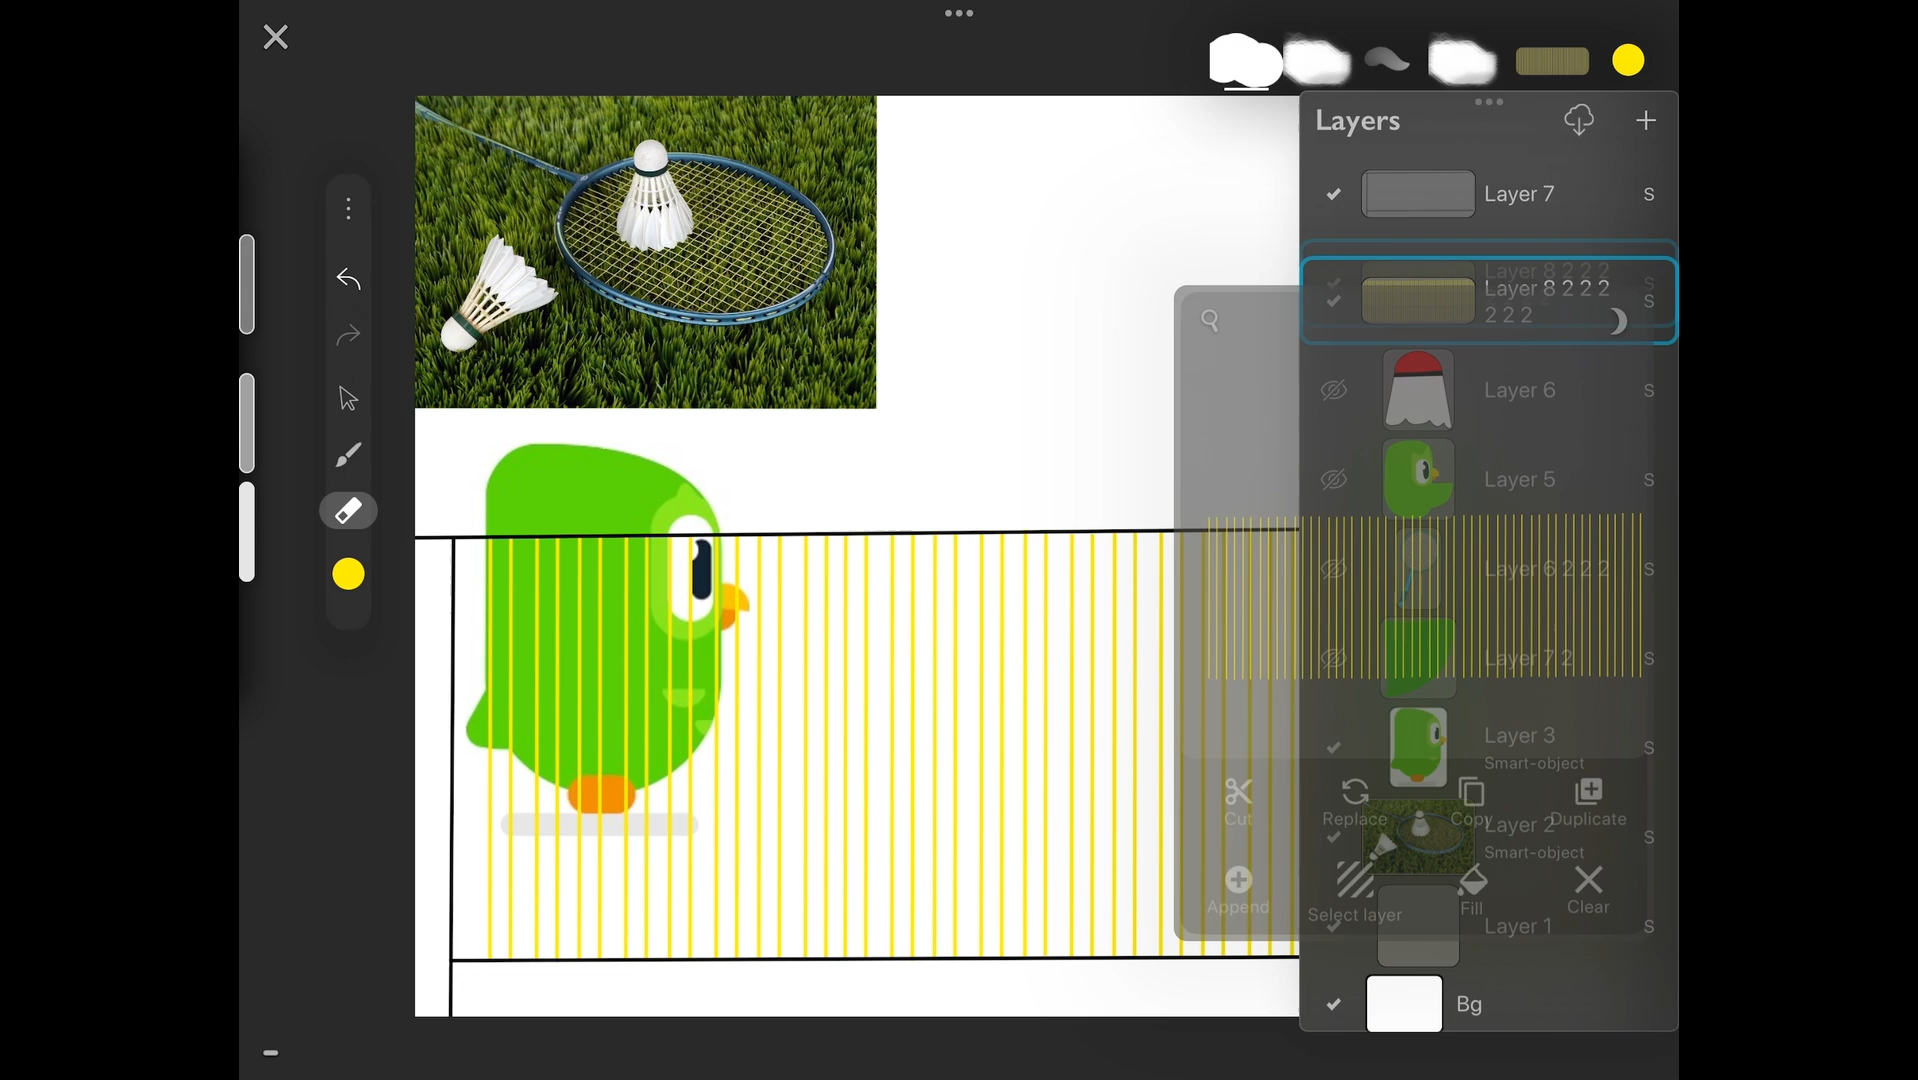 Layers
Layer 7
S
Layer 8 2 2 2
S
Layer 8 2 2 2
2 2 2
S
Layer 6
S
Layer 5
S
Layer 6 2 2 2
S
Layer 7 2
S
Layer 3
Smart-object
S
Cut
Replace
Copy
Duplicate
Layer 2
Smart-object
S
Append
Select layer
Fill
Clear
Layer 1
S
Bg